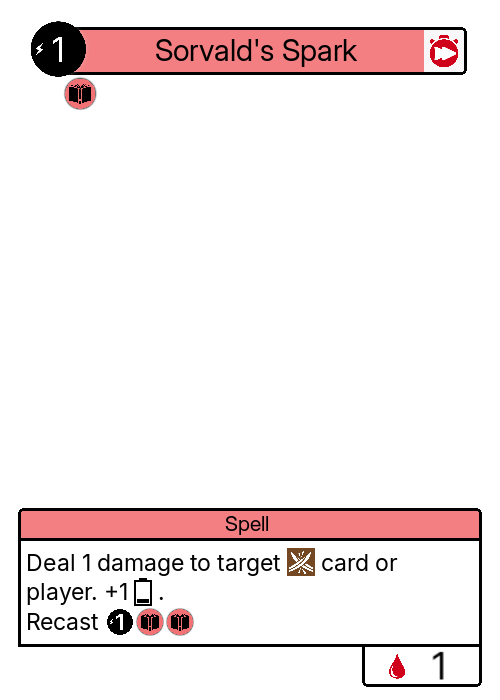 1 Sorvald's Spark
Spell
Deal 1 damage to target card or
player. +1 .
Recast 1
1